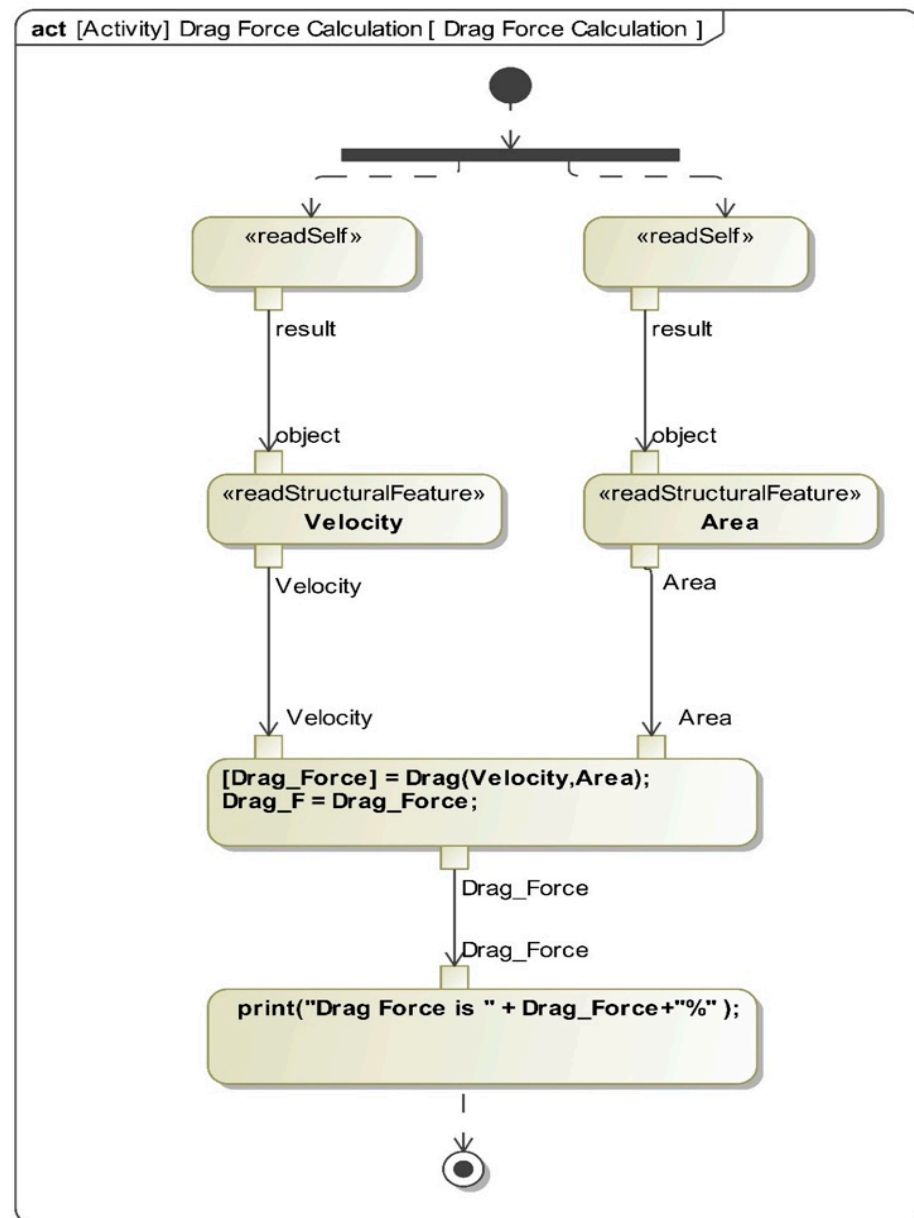 act [Activity] Drag Force Calculation [ Drag Force Calculation ]
«readSelf»
«readSelf»
result
result
object
object
«readStructuralFeature»
Velocity
«readStructuralFeature»
Area
Velocity
Area
Velocity
Area
[Drag_Force] = Drag(Velocity,Area);
Drag_F = Drag_Force;
Drag_Force
Drag_Force
print("Drag Force is " + Drag_Force+"%" );